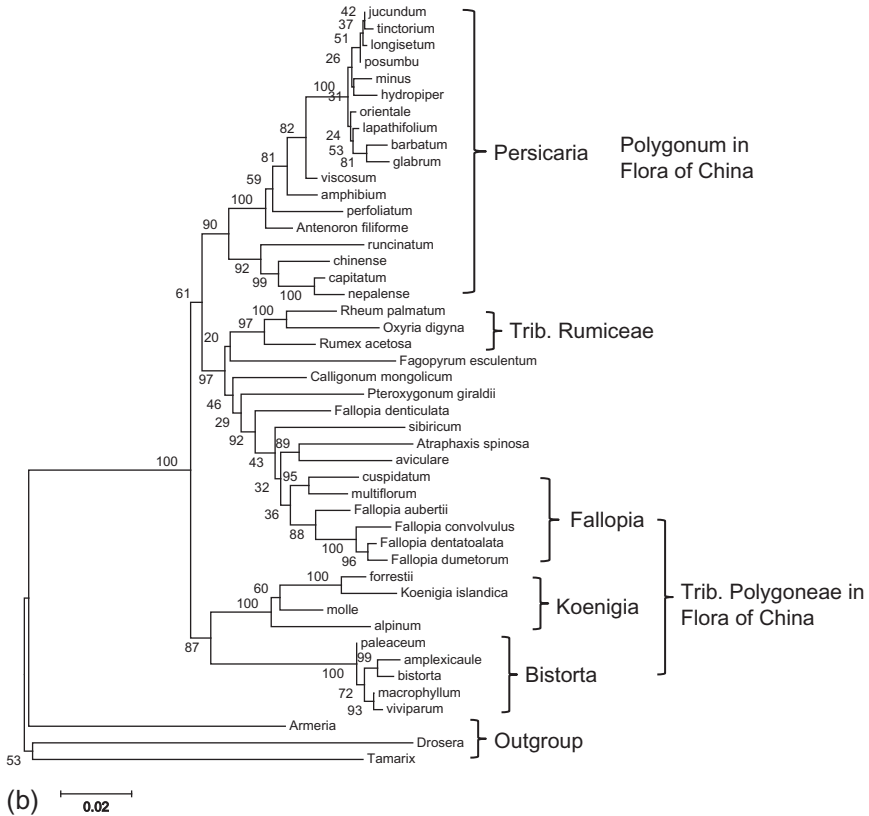 42 jucundum
37 tinctorium
51 longisetum
posumbu
26
minus
100 31 hydropiper
orientale
24 lapathifolium
53 barbatum
81 glabrum
82
viscosum
81
amphibium
59
perfoliatum
100
Antenoron filiforme
90
runcinatum
92
chinense
99
capitatum
100 nepalense
Persicaria
Polygonum in
Flora of China
61
100 Rheum palmatum
97 Oxyria digyna
Rumex acetosa
Trib. Rumiceae
20
Fagopyrum esculentum
97
Calligonum mongolicum
46
Pteroxygonum giraldii
29
Fallopia denticulata
92
sibiricum
43
89 Atraphaxis spinosa
aviculare
32
95 cuspidatum
multiflorum
36
Fallopia aubertii
88
Fallopia convolvulus
100
Fallopia dentatoalata
96 Fallopia dumetorum
Fallopia
100
100 forrestii
60 Koenigia islandica
100 molle
alpinum
Koenigia
Trib. Polygoneae in
Flora of China
87
paleaceum
99 amplexicaule
100 bistorta
72 macrophyllum
93 viviparum
Bistorta
Armeria
Drosera
53 Tamarix
Outgroup
(b)
0.02